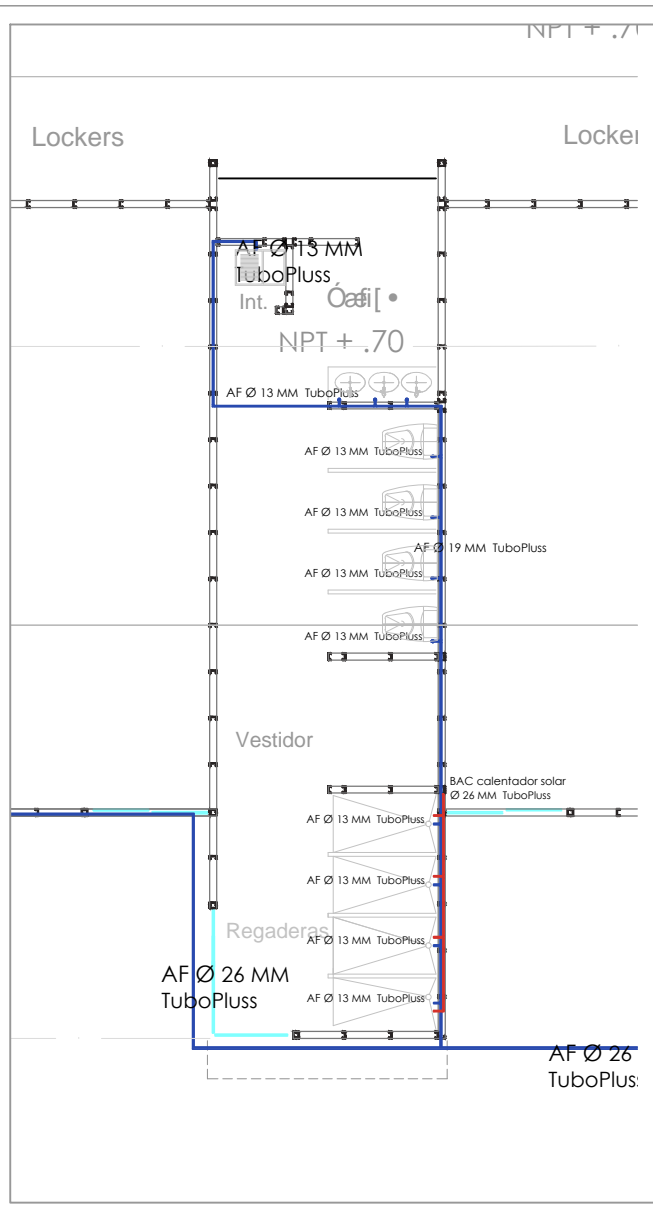 NPT + .70
Lockers
Locker
AF Ø 13 MM
TuboPluss
Int.
Óæfi[ •
NPT + .70
AF Ø 13 MM TuboPluss
AF Ø 13 MM TuboPluss
AF Ø 13 MM TuboPluss
AF Ø 19 MM TuboPluss
AF Ø 13 MM TuboPluss
AF Ø 13 MM TuboPluss
Vestidor
BAC calentador solar
Ø 26 MM TuboPluss
AF Ø 13 MM TuboPluss
AF Ø 13 MM TuboPluss
Regaderas
AF Ø 13 MM TuboPluss
AF Ø 26 MM
TuboPluss
AF Ø 13 MM TuboPluss
AF Ø 26
TuboPlus